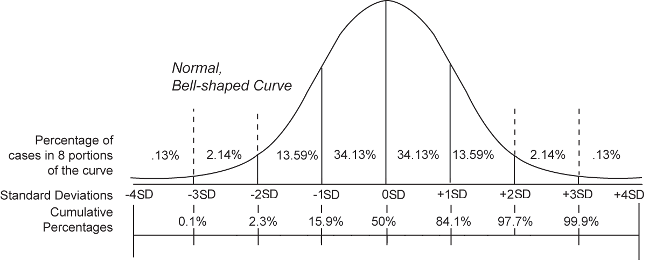 Normal,
Bell-shaped Curve
Percentage of
cases in 8 portions
of the curve
.13% 2.14% 13.59% 34.13% 34.13% 13.59% 2.14% .13%
Standard Deviations -4SD -3SD -2SD -1SD 0SD +1SD +2SD +3SD +4SD
Cumulative
Percentages 0.1% 2.3% 15.9% 50% 84.1% 97.7% 99.9%